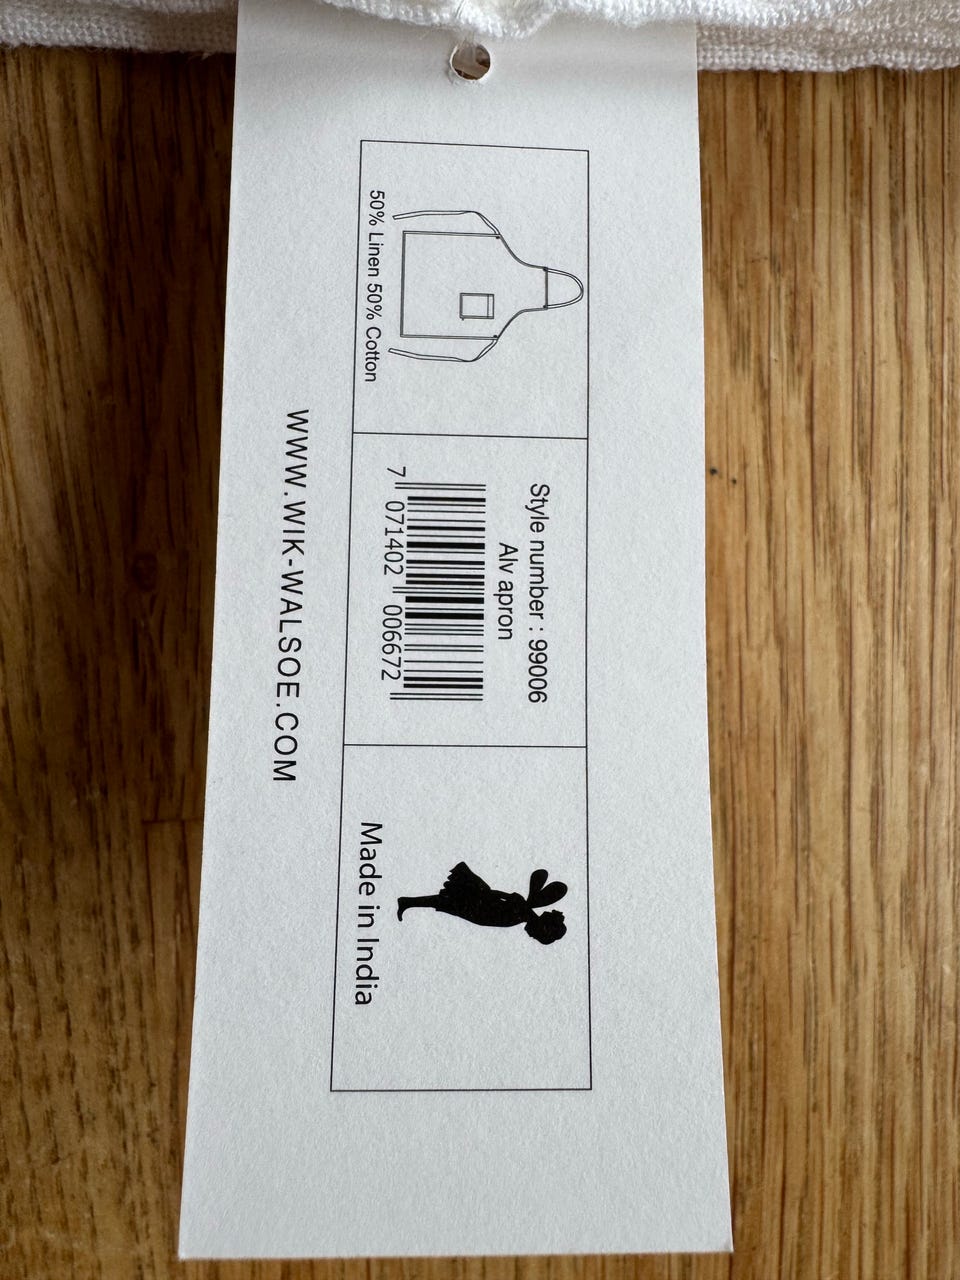 50% Linen 50% Cotton
Style number : 99006
Alv apron
7 071402 006672
Made in India
WWW.WIK-WALSOE.COM